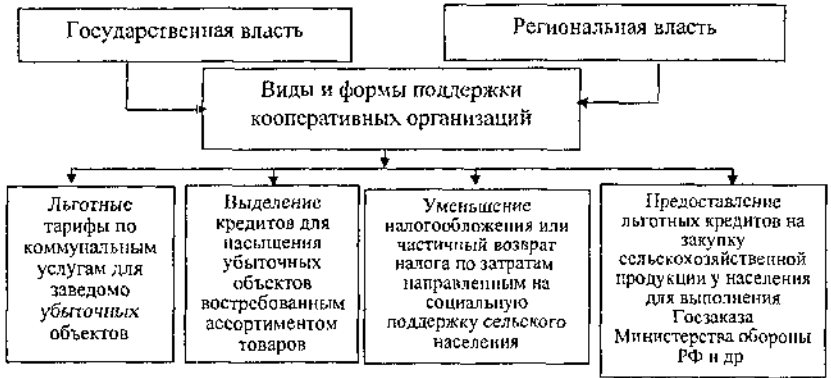 Государственная власть
Региональная власть
Виды и формы поддержки
кооперативных организаций
Льготные
тарифы по
коммунальным
услугам для
заведомо
убыточных
объектов
Выделение
кредитов для
насыщения
убыточных
объектов
востребованным
ассортиментом
товаров
Уменьшение
налогообложения или
частичный возврат
налога по затратам
направленным на
социальную
поддержку сельского
населения
Предоставление
льготных кредитов на
закупку
сельскохозяйственной
продукции у населения
для выполнения
Госзаказа
Министерства обороны
РФ и др